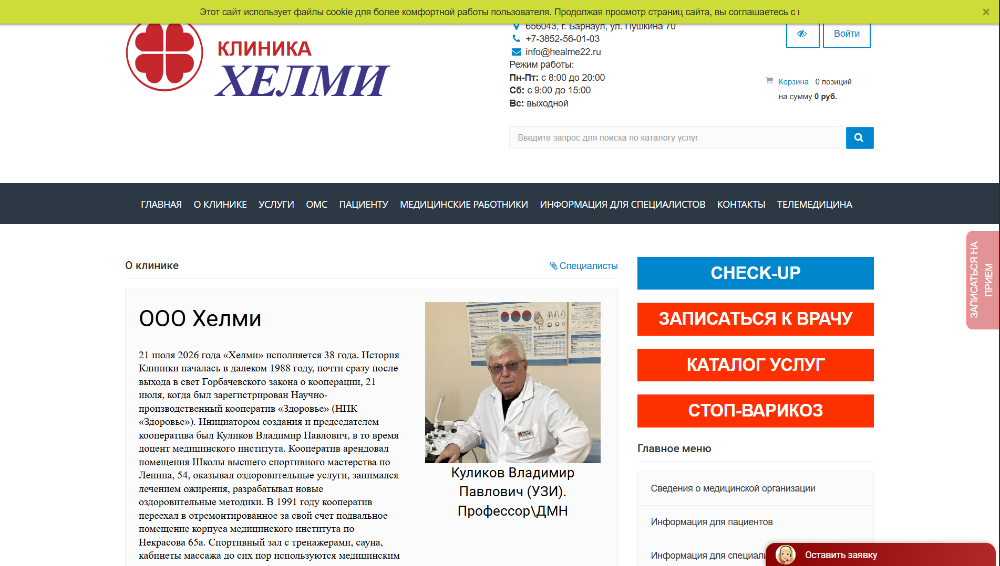 Этот сайт использует файлы cookie для более комфортной работы пользователя. Продолжая просмотр страниц сайта, вы соглашаетесь с
×
КЛИНИКА
ХЕЛМИ
656043, г. Барнаул, ул. Пушкина 70
+7-3852-56-01-03
info@healme22.ru
Режим работы:
Пн-Пт: с 8:00 до 20:00
Сб: с 9:00 до 15:00
Вс: выходной
Войти
Корзина 0 позиций
на сумму 0 руб.
Введите запрос для поиска по каталогу услуг
ГЛАВНАЯ О КЛИНИКЕ УСЛУГИ ОМС ПАЦИЕНТУ МЕДИЦИНСКИЕ РАБОТНИКИ ИНФОРМАЦИЯ ДЛЯ СПЕЦИАЛИСТОВ КОНТАКТЫ ТЕЛЕМЕДИЦИНА
О клинике
Специалисты
ООО Хелми
21 июля 2026 года «Хелми» исполняется 38 года. История
Клиники началась в далеком 1988 году, почти сразу после
выхода в свет Горбачевского закона о кооперации, 21
июля, когда был зарегистрирован Научно-
производственный кооператив «Здоровье» (НПК
«Здоровье»). Инициатором создания и председателем
кооператива был Куликов Владимир Павлович, в то время
доцент медицинского института. Кооператив арендовал
помещения Школы высшего спортивного мастерства по
Ленина, 54, оказывал оздоровительные услуги, занимался
лечением ожирения, разрабатывал новые
оздоровительные методики. В 1991 году кооператив
переехал в отремонтированное за свой счет подвальное
помещение корпуса медицинского института по
Некрасова 65а. Спортивный зал с тренажерами, сауна,
кабинеты массажа до сих пор используются медицинским
Куликов Владимир
Павлович (УЗИ).
Профессор\ДМН
CHECK-UP
ЗАПИСАТЬСЯ К ВРАЧУ
КАТАЛОГ УСЛУГ
СТОП-ВАРИКОЗ
Главное меню
Сведения о медицинской организации
Информация для пациентов
Информация для специали
ЗАПИСАТЬСЯ НА
ПРИЕМ
Оставить заявку